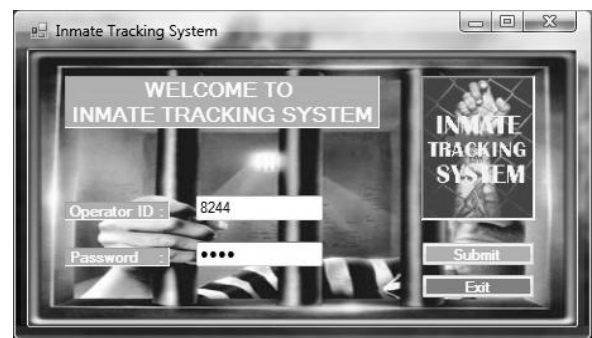 Inmate Tracking System
WELCOME TO
INMATE TRACKING SYSTEM
INMATE
TRACKING
SYSTEM
Operator ID :
8244
Password :
••••
Submit
Exit